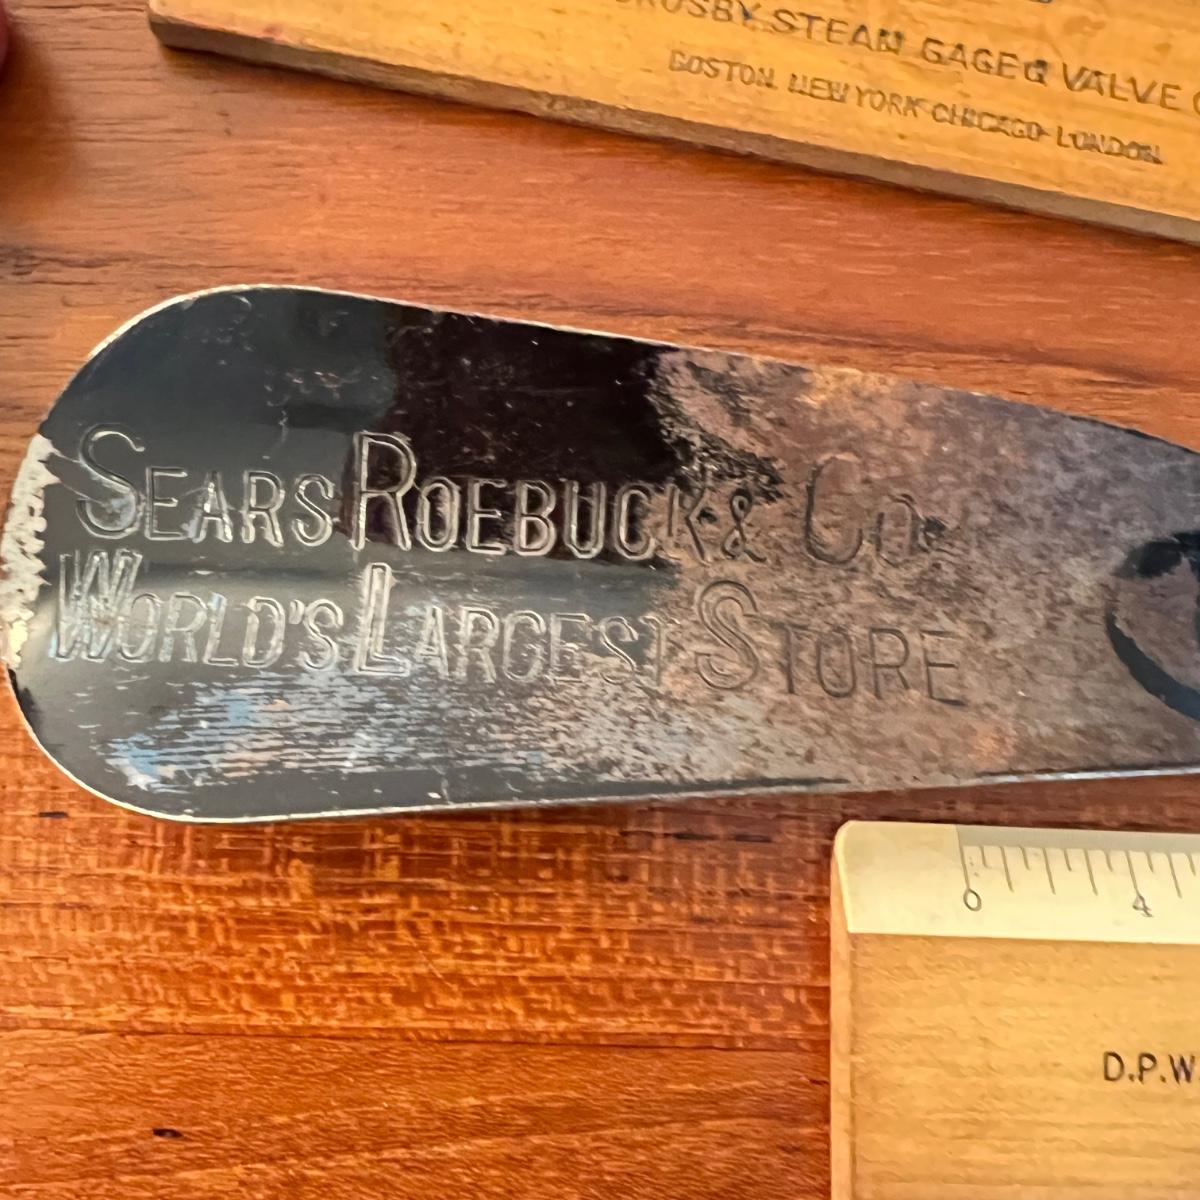 CROSBY STEAM GAGE & VALVE
BOSTON NEW YORK CHICAGO LONDON
SEARS ROEBUCK & CO.
WORLD'S LARGEST STORE
0 4
D.P.W.